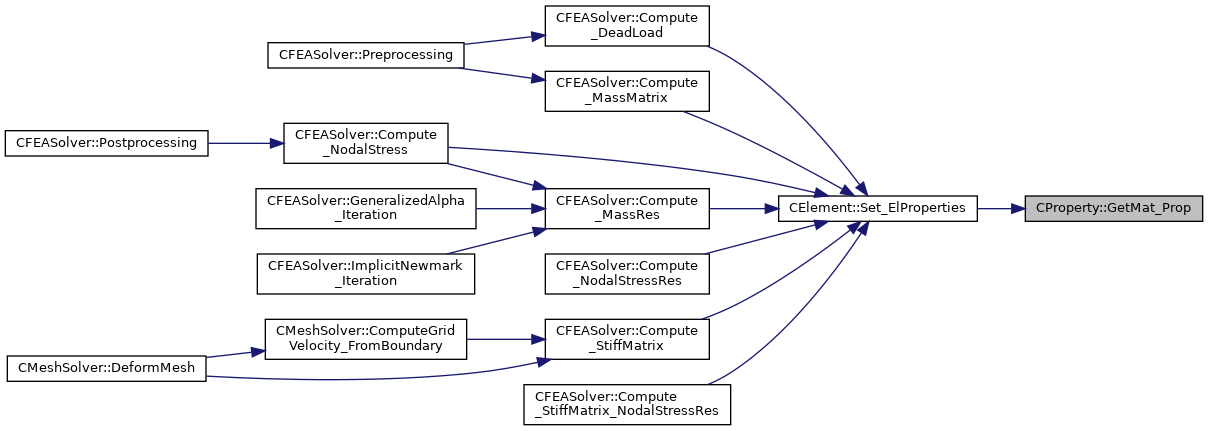 CFEASolver::Compute
_DeadLoad
CFEASolver::Preprocessing
CFEASolver::Compute
_MassMatrix
CFEASolver::Postprocessing
CFEASolver::Compute
_NodalStress
CFEASolver::GeneralizedAlpha
_Iteration
CFEASolver::Compute
_MassRes
CElement::Set_ElProperties
CProperty::GetMat_Prop
CFEASolver::ImplicitNewmark
_Iteration
CFEASolver::Compute
_NodalStressRes
CMeshSolver::ComputeGrid
Velocity_FromBoundary
CFEASolver::Compute
_StiffMatrix
CMeshSolver::DeformMesh
CFEASolver::Compute
_StiffMatrix_NodalStressRes